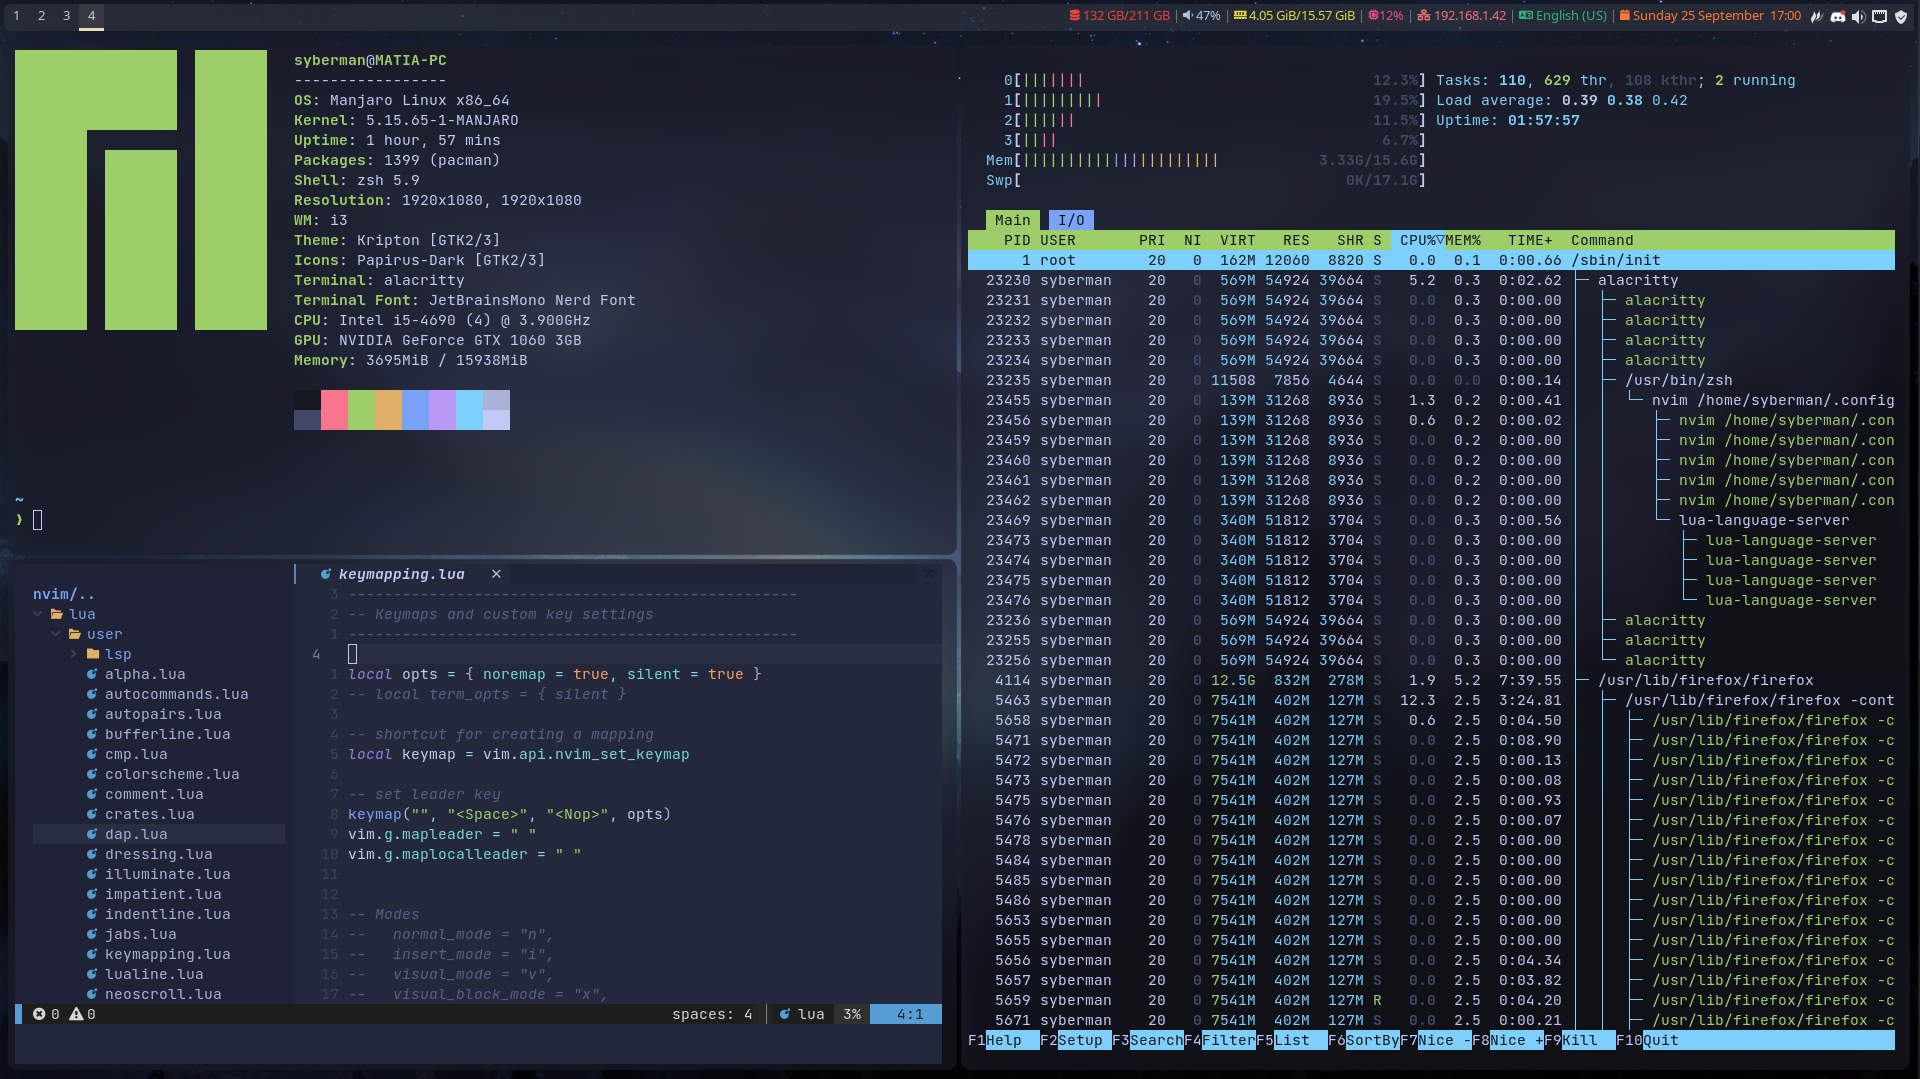 1 2 3 4
132 GB/211 GB | 47% | 4.05 GiB/15.57 GiB | 12% | 192.168.1.42 | English (US) | Sunday 25 September 17:00
syberman@MATIA-PC
-----------------
OS: Manjaro Linux x86_64
Kernel: 5.15.65-1-MANJARO
Uptime: 1 hour, 57 mins
Packages: 1399 (pacman)
Shell: zsh 5.9
Resolution: 1920x1080, 1920x1080
WM: i3
Theme: Kripton [GTK2/3]
Icons: Papirus-Dark [GTK2/3]
Terminal: alacritty
Terminal Font: JetBrainsMono Nerd Font
CPU: Intel i5-4690 (4) @ 3.900GHz
GPU: NVIDIA GeForce GTX 1060 3GB
Memory: 3695MiB / 15938MiB
~
❯
nvim/..
lua
user
lsp
alpha.lua
autocommands.lua
autopairs.lua
bufferline.lua
cmp.lua
colorscheme.lua
comment.lua
crates.lua
dap.lua
dressing.lua
illuminate.lua
impatient.lua
indentline.lua
jabs.lua
keymapping.lua
lualine.lua
neoscroll.lua
keymapping.lua ×
3 --------------------------------------------------
2 -- Keymaps and custom key settings
1 --------------------------------------------------
4
1 local opts = { noremap = true, silent = true }
2 -- local term_opts = { silent }
3
4 -- shortcut for creating a mapping
5 local keymap = vim.api.nvim_set_keymap
6
7 -- set leader key
8 keymap("", "<Space>", "<Nop>", opts)
9 vim.g.mapleader = " "
10 vim.g.maplocalleader = " "
11
12
13 -- Modes
14 --   normal_mode = "n",
15 --   insert_mode = "i",
16 --   visual_mode = "v",
17 --   visual_block_mode = "x",
0 0 spaces: 4 | lua 3% 4:1
0[||||||| 12.3%] Tasks: 110, 629 thr, 108 kthr; 2 running
1[||||||||| 19.5%] Load average: 0.39 0.38 0.42
2[|||||| 11.5%] Uptime: 01:57:57
3[|||| 6.7%]
Mem[|||||||||||||||||||||| 3.33G/15.6G]
Swp[ 0K/17.1G]
Main I/O
PID USER PRI NI VIRT RES SHR S CPU%▽MEM% TIME+ Command
1 root 20 0 162M 12060 8820 S 0.0 0.1 0:00.66 /sbin/init
23230 syberman 20 0 569M 54924 39664 S 5.2 0.3 0:02.62 alacritty
23231 syberman 20 0 569M 54924 39664 S 0.0 0.3 0:00.00 alacritty
23232 syberman 20 0 569M 54924 39664 S 0.0 0.3 0:00.00 alacritty
23233 syberman 20 0 569M 54924 39664 S 0.0 0.3 0:00.00 alacritty
23234 syberman 20 0 569M 54924 39664 S 0.0 0.3 0:00.00 alacritty
23235 syberman 20 0 11508 7856 4644 S 0.0 0.0 0:00.14 /usr/bin/zsh
23455 syberman 20 0 139M 31268 8936 S 1.3 0.2 0:00.41 nvim /home/syberman/.config
23456 syberman 20 0 139M 31268 8936 S 0.6 0.2 0:00.02 nvim /home/syberman/.con
23459 syberman 20 0 139M 31268 8936 S 0.0 0.2 0:00.00 nvim /home/syberman/.con
23460 syberman 20 0 139M 31268 8936 S 0.0 0.2 0:00.00 nvim /home/syberman/.con
23461 syberman 20 0 139M 31268 8936 S 0.0 0.2 0:00.00 nvim /home/syberman/.con
23462 syberman 20 0 139M 31268 8936 S 0.0 0.2 0:00.00 nvim /home/syberman/.con
23469 syberman 20 0 340M 51812 3704 S 0.0 0.3 0:00.56 lua-language-server
23473 syberman 20 0 340M 51812 3704 S 0.0 0.3 0:00.00 lua-language-server
23474 syberman 20 0 340M 51812 3704 S 0.0 0.3 0:00.00 lua-language-server
23475 syberman 20 0 340M 51812 3704 S 0.0 0.3 0:00.00 lua-language-server
23476 syberman 20 0 340M 51812 3704 S 0.0 0.3 0:00.00 lua-language-server
23236 syberman 20 0 569M 54924 39664 S 0.0 0.3 0:00.00 alacritty
23255 syberman 20 0 569M 54924 39664 S 0.0 0.3 0:00.00 alacritty
23256 syberman 20 0 569M 54924 39664 S 0.0 0.3 0:00.00 alacritty
4114 syberman 20 0 12.5G 832M 278M S 1.9 5.2 7:39.55 /usr/lib/firefox/firefox
5463 syberman 20 0 7541M 402M 127M S 12.3 2.5 3:24.81 /usr/lib/firefox/firefox -cont
5658 syberman 20 0 7541M 402M 127M S 0.6 2.5 0:04.50 /usr/lib/firefox/firefox -c
5471 syberman 20 0 7541M 402M 127M S 0.0 2.5 0:08.90 /usr/lib/firefox/firefox -c
5472 syberman 20 0 7541M 402M 127M S 0.0 2.5 0:00.13 /usr/lib/firefox/firefox -c
5473 syberman 20 0 7541M 402M 127M S 0.0 2.5 0:00.08 /usr/lib/firefox/firefox -c
5475 syberman 20 0 7541M 402M 127M S 0.0 2.5 0:00.93 /usr/lib/firefox/firefox -c
5476 syberman 20 0 7541M 402M 127M S 0.0 2.5 0:00.07 /usr/lib/firefox/firefox -c
5478 syberman 20 0 7541M 402M 127M S 0.0 2.5 0:00.00 /usr/lib/firefox/firefox -c
5484 syberman 20 0 7541M 402M 127M S 0.0 2.5 0:00.00 /usr/lib/firefox/firefox -c
5485 syberman 20 0 7541M 402M 127M S 0.0 2.5 0:00.00 /usr/lib/firefox/firefox -c
5486 syberman 20 0 7541M 402M 127M S 0.0 2.5 0:00.00 /usr/lib/firefox/firefox -c
5653 syberman 20 0 7541M 402M 127M S 0.0 2.5 0:00.00 /usr/lib/firefox/firefox -c
5655 syberman 20 0 7541M 402M 127M S 0.0 2.5 0:00.00 /usr/lib/firefox/firefox -c
5656 syberman 20 0 7541M 402M 127M S 0.0 2.5 0:04.34 /usr/lib/firefox/firefox -c
5657 syberman 20 0 7541M 402M 127M S 0.0 2.5 0:03.82 /usr/lib/firefox/firefox -c
5659 syberman 20 0 7541M 402M 127M R 0.0 2.5 0:04.20 /usr/lib/firefox/firefox -c
5671 syberman 20 0 7541M 402M 127M S 0.0 2.5 0:00.21 /usr/lib/firefox/firefox -c
F1Help F2Setup F3SearchF4FilterF5List F6SortByF7Nice -F8Nice +F9Kill F10Quit